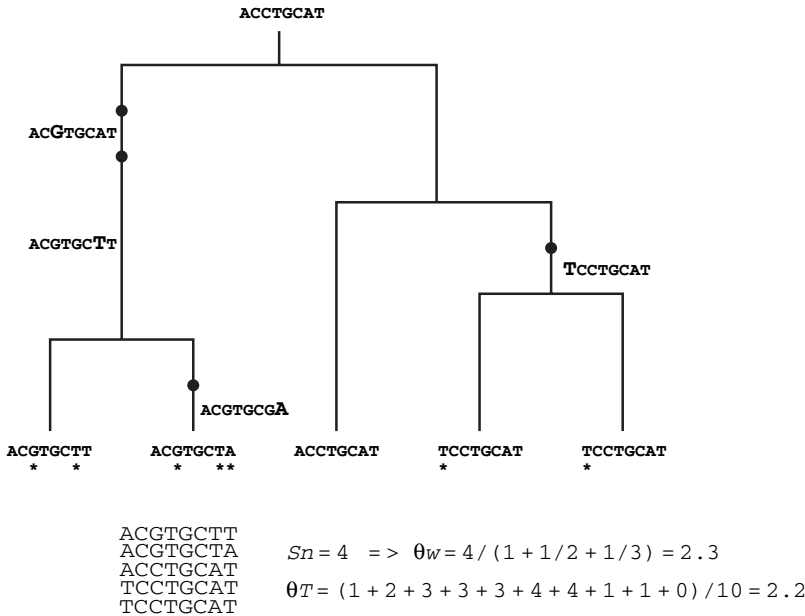 ACCTGCAT
ACGTGCAT
ACGTGCTT
TCCTGCAT
ACGTGCGA
ACGTGCTT ACGTGCTA ACCTGCAT TCCTGCAT TCCTGCAT
* * * ** * *
ACGTGCTT
ACGTGCTA Sn = 4 => θw = 4/(1 + 1/2 + 1/3) = 2.3
ACCTGCAT
TCCTGCAT θT = (1 + 2 + 3 + 3 + 3 + 4 + 4 + 1 + 1 + 0)/10 = 2.2
TCCTGCAT